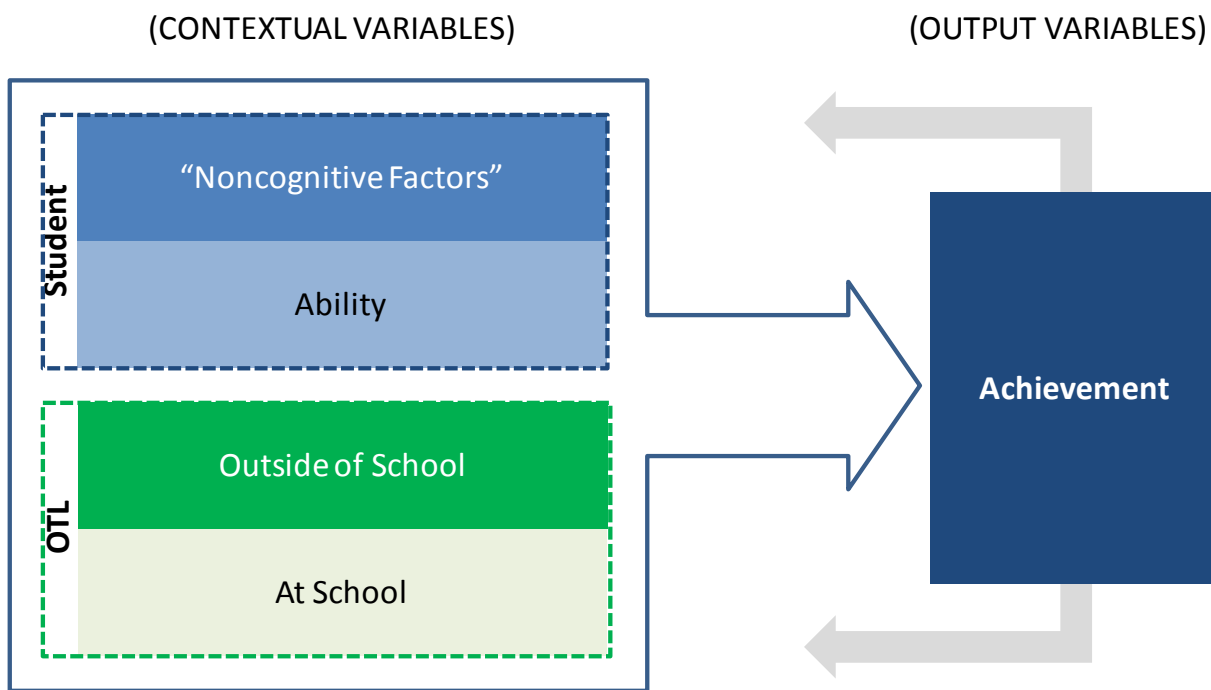 (CONTEXTUAL VARIABLES)
(OUTPUT VARIABLES)
Student
“Noncognitive Factors”
Ability
OTL
Outside of School
At School
Achievement